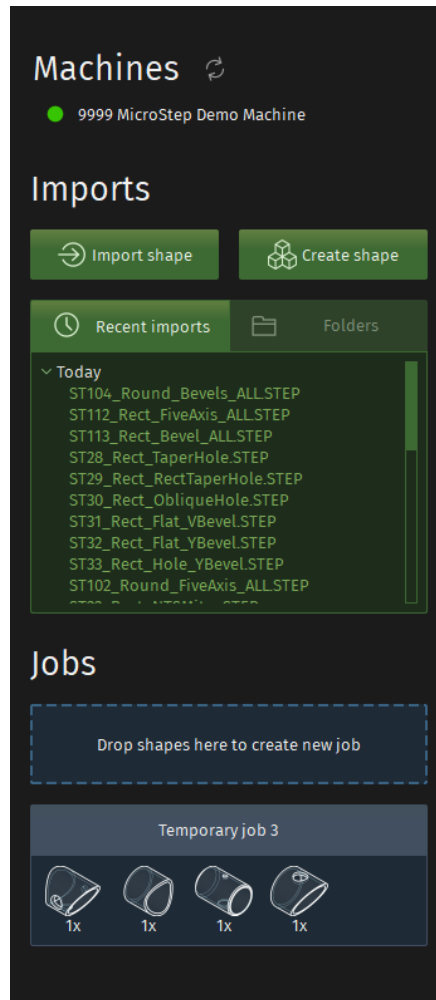 Machines
9999 MicroStep Demo Machine
Imports
Import shape
Create shape
Recent imports
Folders
Today
ST104_Round_Bevels_ALL.STEP
ST112_Rect_FiveAxis_ALL.STEP
ST113_Rect_Bevel_ALL.STEP
ST28_Rect_TaperHole.STEP
ST29_Rect_RectTaperHole.STEP
ST30_Rect_ObliqueHole.STEP
ST31_Rect_Flat_VBevel.STEP
ST32_Rect_Flat_YBevel.STEP
ST33_Rect_Hole_YBevel.STEP
ST102_Round_FiveAxis_ALL.STEP
Jobs
Drop shapes here to create new job
Temporary job 3
1x 1x 1x 1x